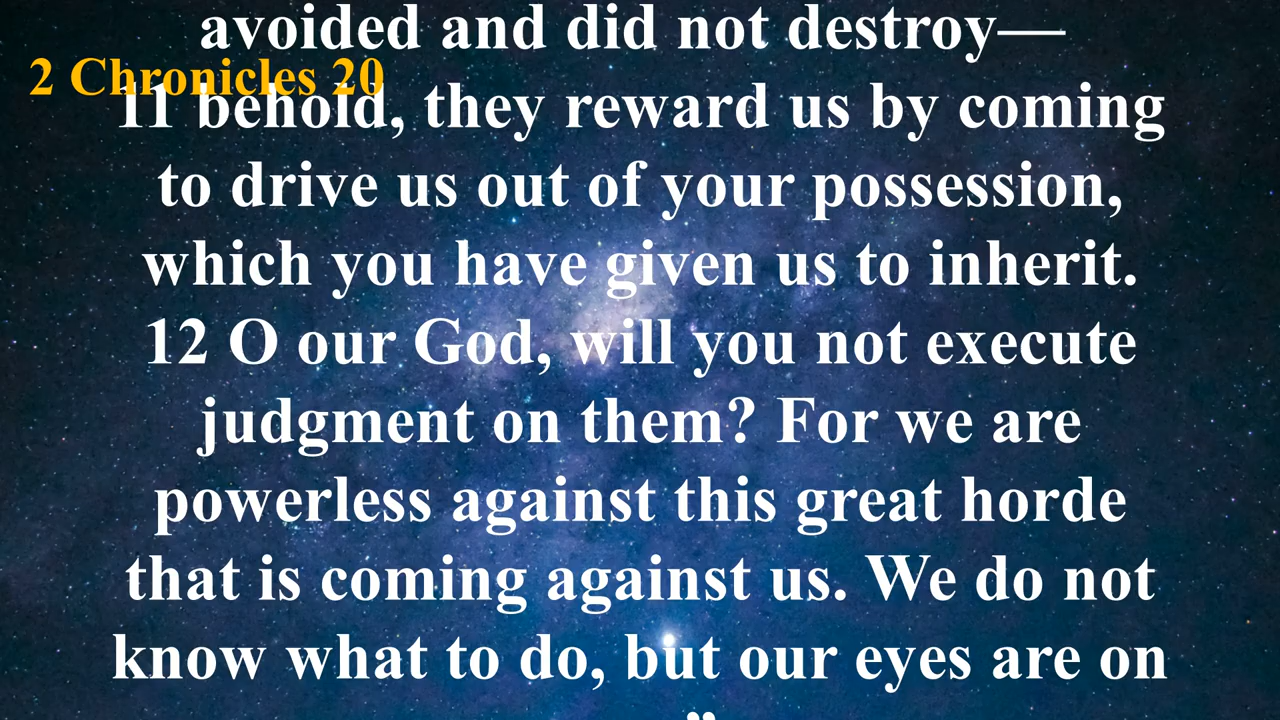 avoided and did not destroy—
2 Chronicles 20
11 behold, they reward us by coming
to drive us out of your possession,
which you have given us to inherit.
12 O our God, will you not execute
judgment on them? For we are
powerless against this great horde
that is coming against us. We do not
know what to do, but our eyes are on